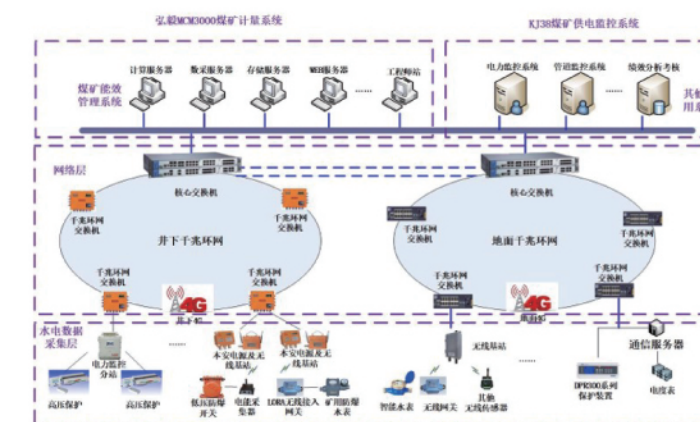 弘毅MCM3000煤矿计量系统
KJ38煤矿供电监控系统
计算服务器
数采服务器
存储服务器
WEB服务器
工程师站
......
煤矿能效
管理系统
电力监控系统
管道监控系统
绩效分析考核
......
其他
用系
网络层
核心交换机
核心交换机
千兆环网
交换机
千兆环网
交换机
井下千兆环网
千兆环网
交换机
千兆环网
交换机
4G
千兆环网
交换机
千兆环网
交换机
地面千兆环网
千兆环网
交换机
千兆环网
交换机
4G
水电数据
采集层
电力监控
分站
高压保护
高压保护
......
本安电源及无
线基站
本安电源及无
线基站
低压防爆
开关
电能采
集器
LORA无线接入
网关
矿用防爆
水表
无线基站
智能水表
无线网关
其他
无线传感器
......
通信服务器
DPR300系列
保护装置
电度表